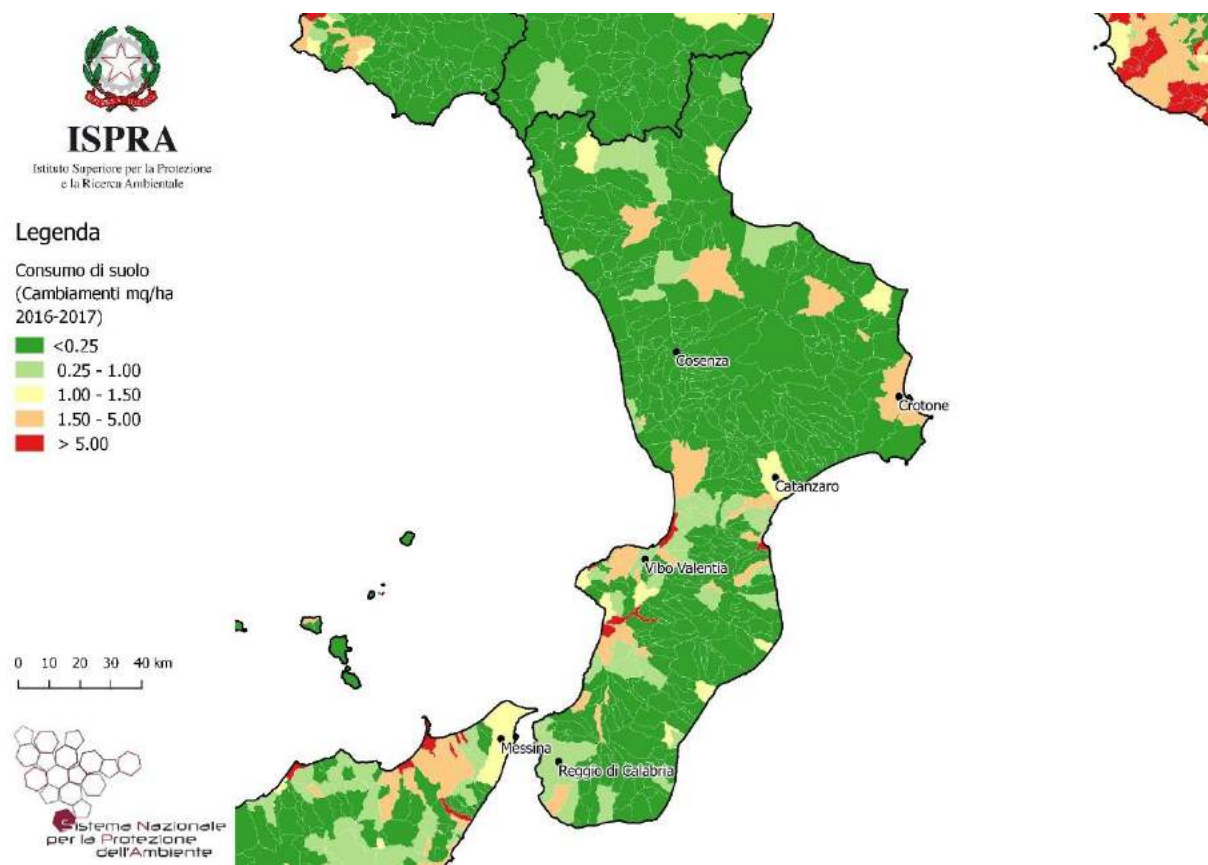 ISPRA
Istituto Superiore per la Protezione
e la Ricerca Ambientale
Legenda
Consumo di suolo
(Cambiamenti mq/ha
2016-2017)
<0.25
0.25 - 1.00
1.00 - 1.50
1.50 - 5.00
> 5.00
Cosenza
Crotone
Catanzaro
Vibo Valentia
Messina
Reggio di Calabria
0 10 20 30 40 km
Sistema Nazionale
per la Protezione
dell'Ambiente